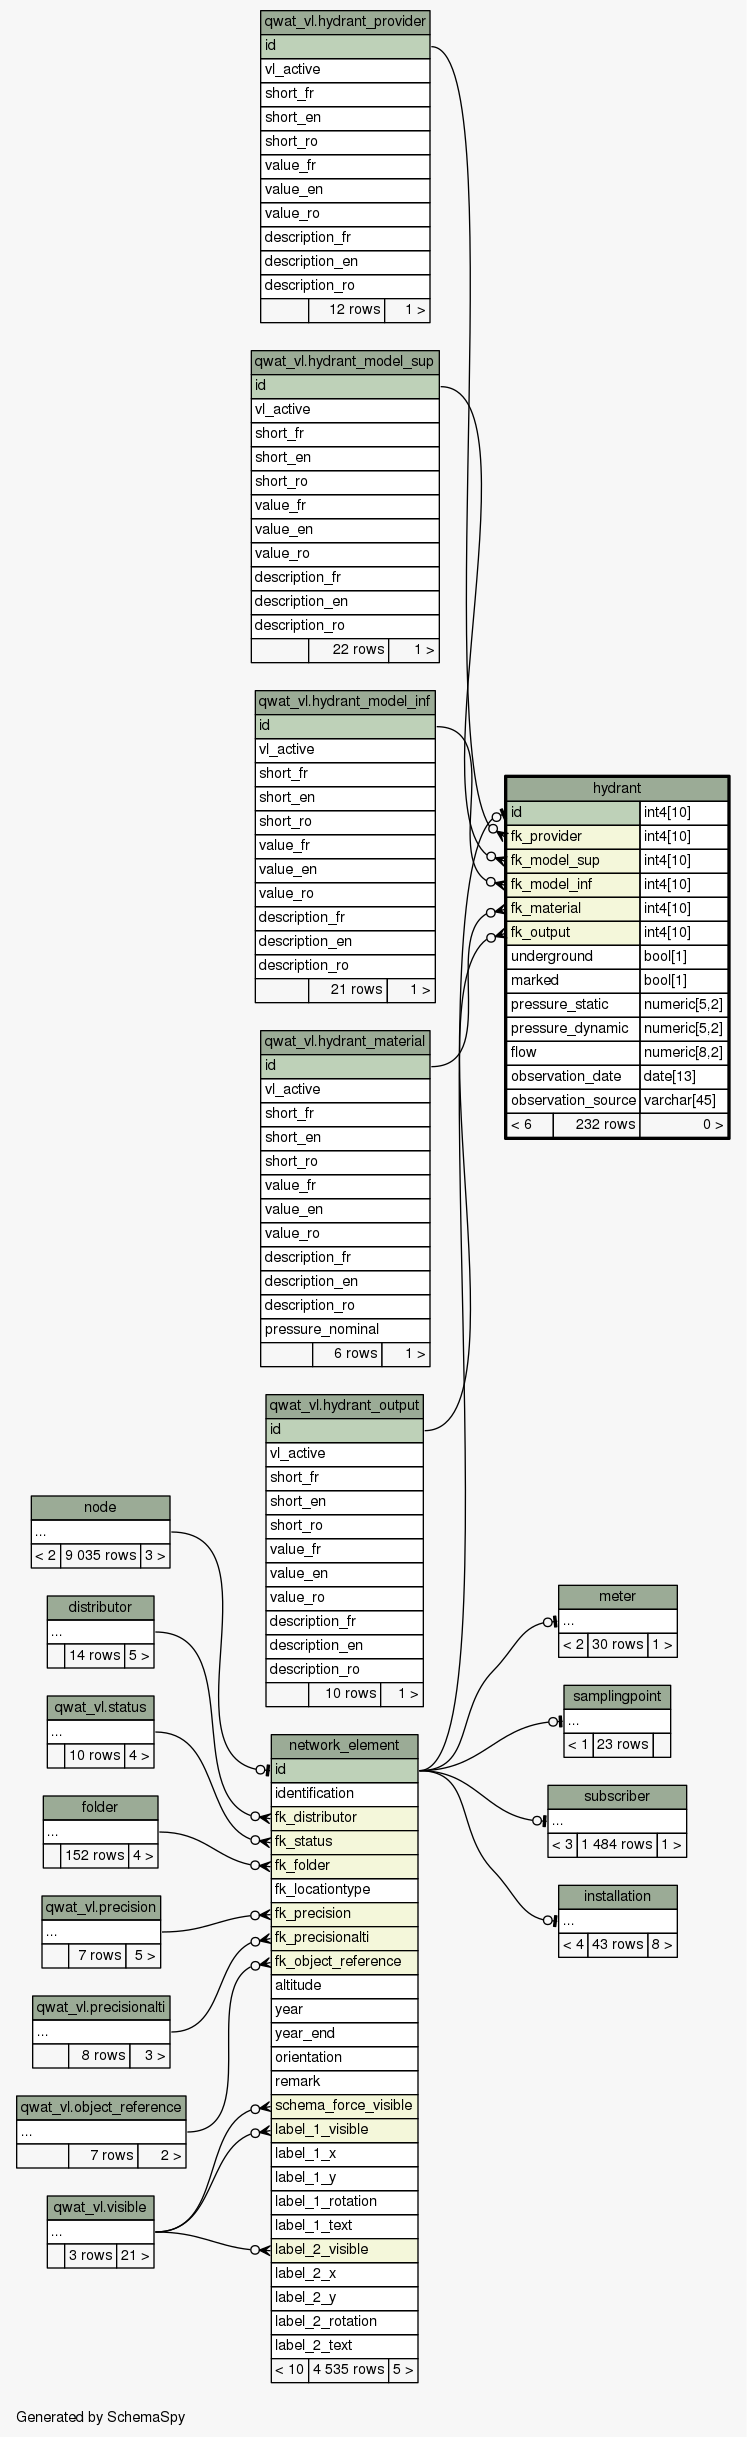 qwat_vl.hydrant_provider
id
vl_active
short_fr
short_en
short_ro
value_fr
value_en
value_ro
description_fr
description_en
description_ro
12 rows 1 >
qwat_vl.hydrant_model_sup
id
vl_active
short_fr
short_en
short_ro
value_fr
value_en
value_ro
description_fr
description_en
description_ro
22 rows 1 >
qwat_vl.hydrant_model_inf
id
vl_active
short_fr
short_en
short_ro
value_fr
value_en
value_ro
description_fr
description_en
description_ro
21 rows 1 >
hydrant
id int4[10]
fk_provider int4[10]
fk_model_sup int4[10]
fk_model_inf int4[10]
fk_material int4[10]
fk_output int4[10]
underground bool[1]
marked bool[1]
pressure_static numeric[5,2]
pressure_dynamic numeric[5,2]
flow numeric[8,2]
observation_date date[13]
observation_source varchar[45]
< 6 232 rows 0 >
qwat_vl.hydrant_material
id
vl_active
short_fr
short_en
short_ro
value_fr
value_en
value_ro
description_fr
description_en
description_ro
pressure_nominal
6 rows 1 >
qwat_vl.hydrant_output
id
vl_active
short_fr
short_en
short_ro
value_fr
value_en
value_ro
description_fr
description_en
description_ro
10 rows 1 >
node
...
< 2 9 035 rows 3 >
distributor
...
14 rows 5 >
qwat_vl.status
...
10 rows 4 >
folder
...
152 rows 4 >
qwat_vl.precision
...
7 rows 5 >
qwat_vl.precisionalti
...
8 rows 3 >
qwat_vl.object_reference
...
7 rows 2 >
qwat_vl.visible
...
3 rows 21 >
network_element
id
identification
fk_distributor
fk_status
fk_folder
fk_locationtype
fk_precision
fk_precisionalti
fk_object_reference
altitude
year
year_end
orientation
remark
schema_force_visible
label_1_visible
label_1_x
label_1_y
label_1_rotation
label_1_text
label_2_visible
label_2_x
label_2_y
label_2_rotation
label_2_text
< 10 4 535 rows 5 >
meter
...
< 2 30 rows 1 >
samplingpoint
...
< 1 23 rows
subscriber
...
< 3 1 484 rows 1 >
installation
...
< 4 43 rows 8 >
Generated by SchemaSpy